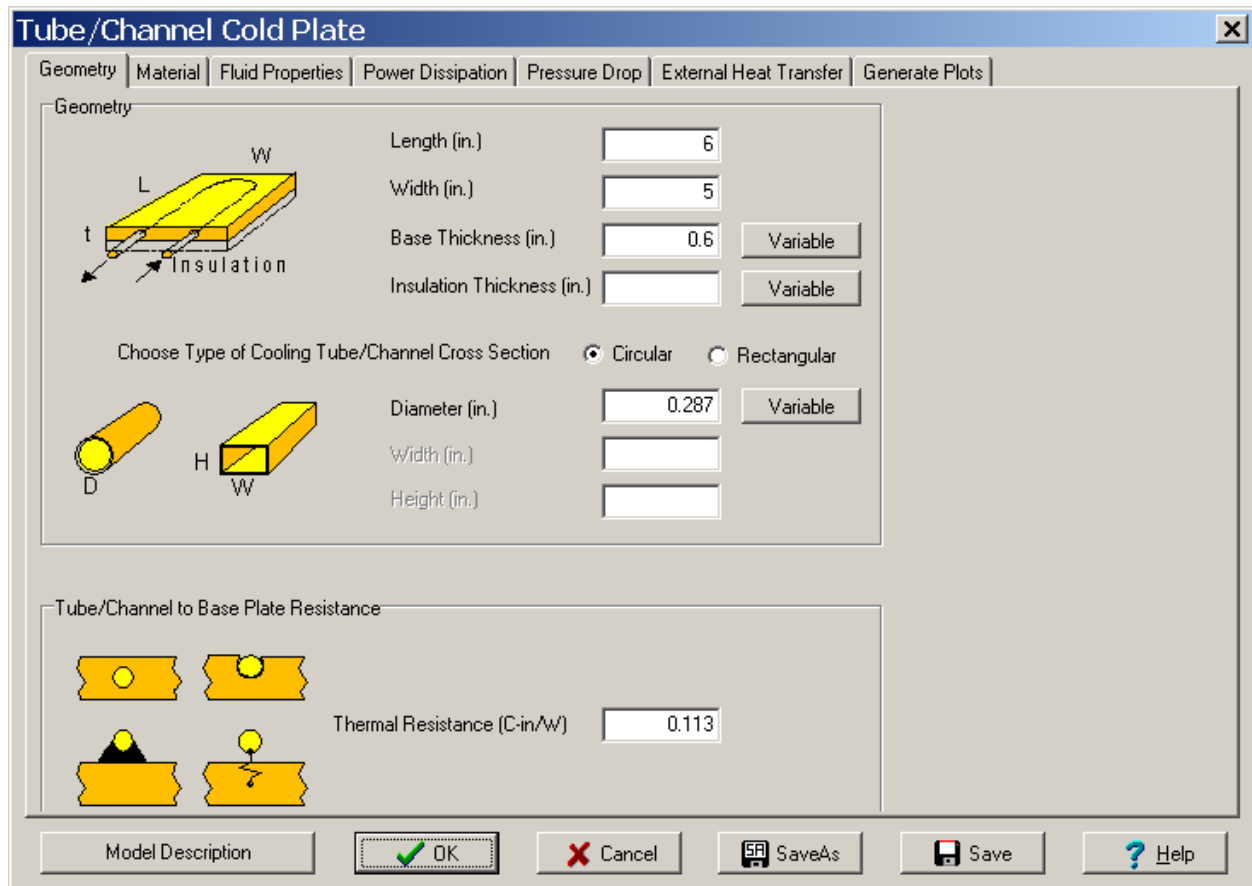 Tube/Channel Cold Plate
Geometry Material Fluid Properties Power Dissipation Pressure Drop External Heat Transfer Generate Plots
Geometry
W
L
t
Insulation
Length (in.) 6
Width (in.) 5
Base Thickness (in.) 0.6 Variable
Insulation Thickness (in.) Variable
Choose Type of Cooling Tube/Channel Cross Section Circular Rectangular
D
H
W
Diameter (in.) 0.287 Variable
Width (in.)
Height (in.)
Tube/Channel to Base Plate Resistance
Thermal Resistance (C-in/W) 0.113
Model Description OK Cancel SA SaveAs Save ? Help